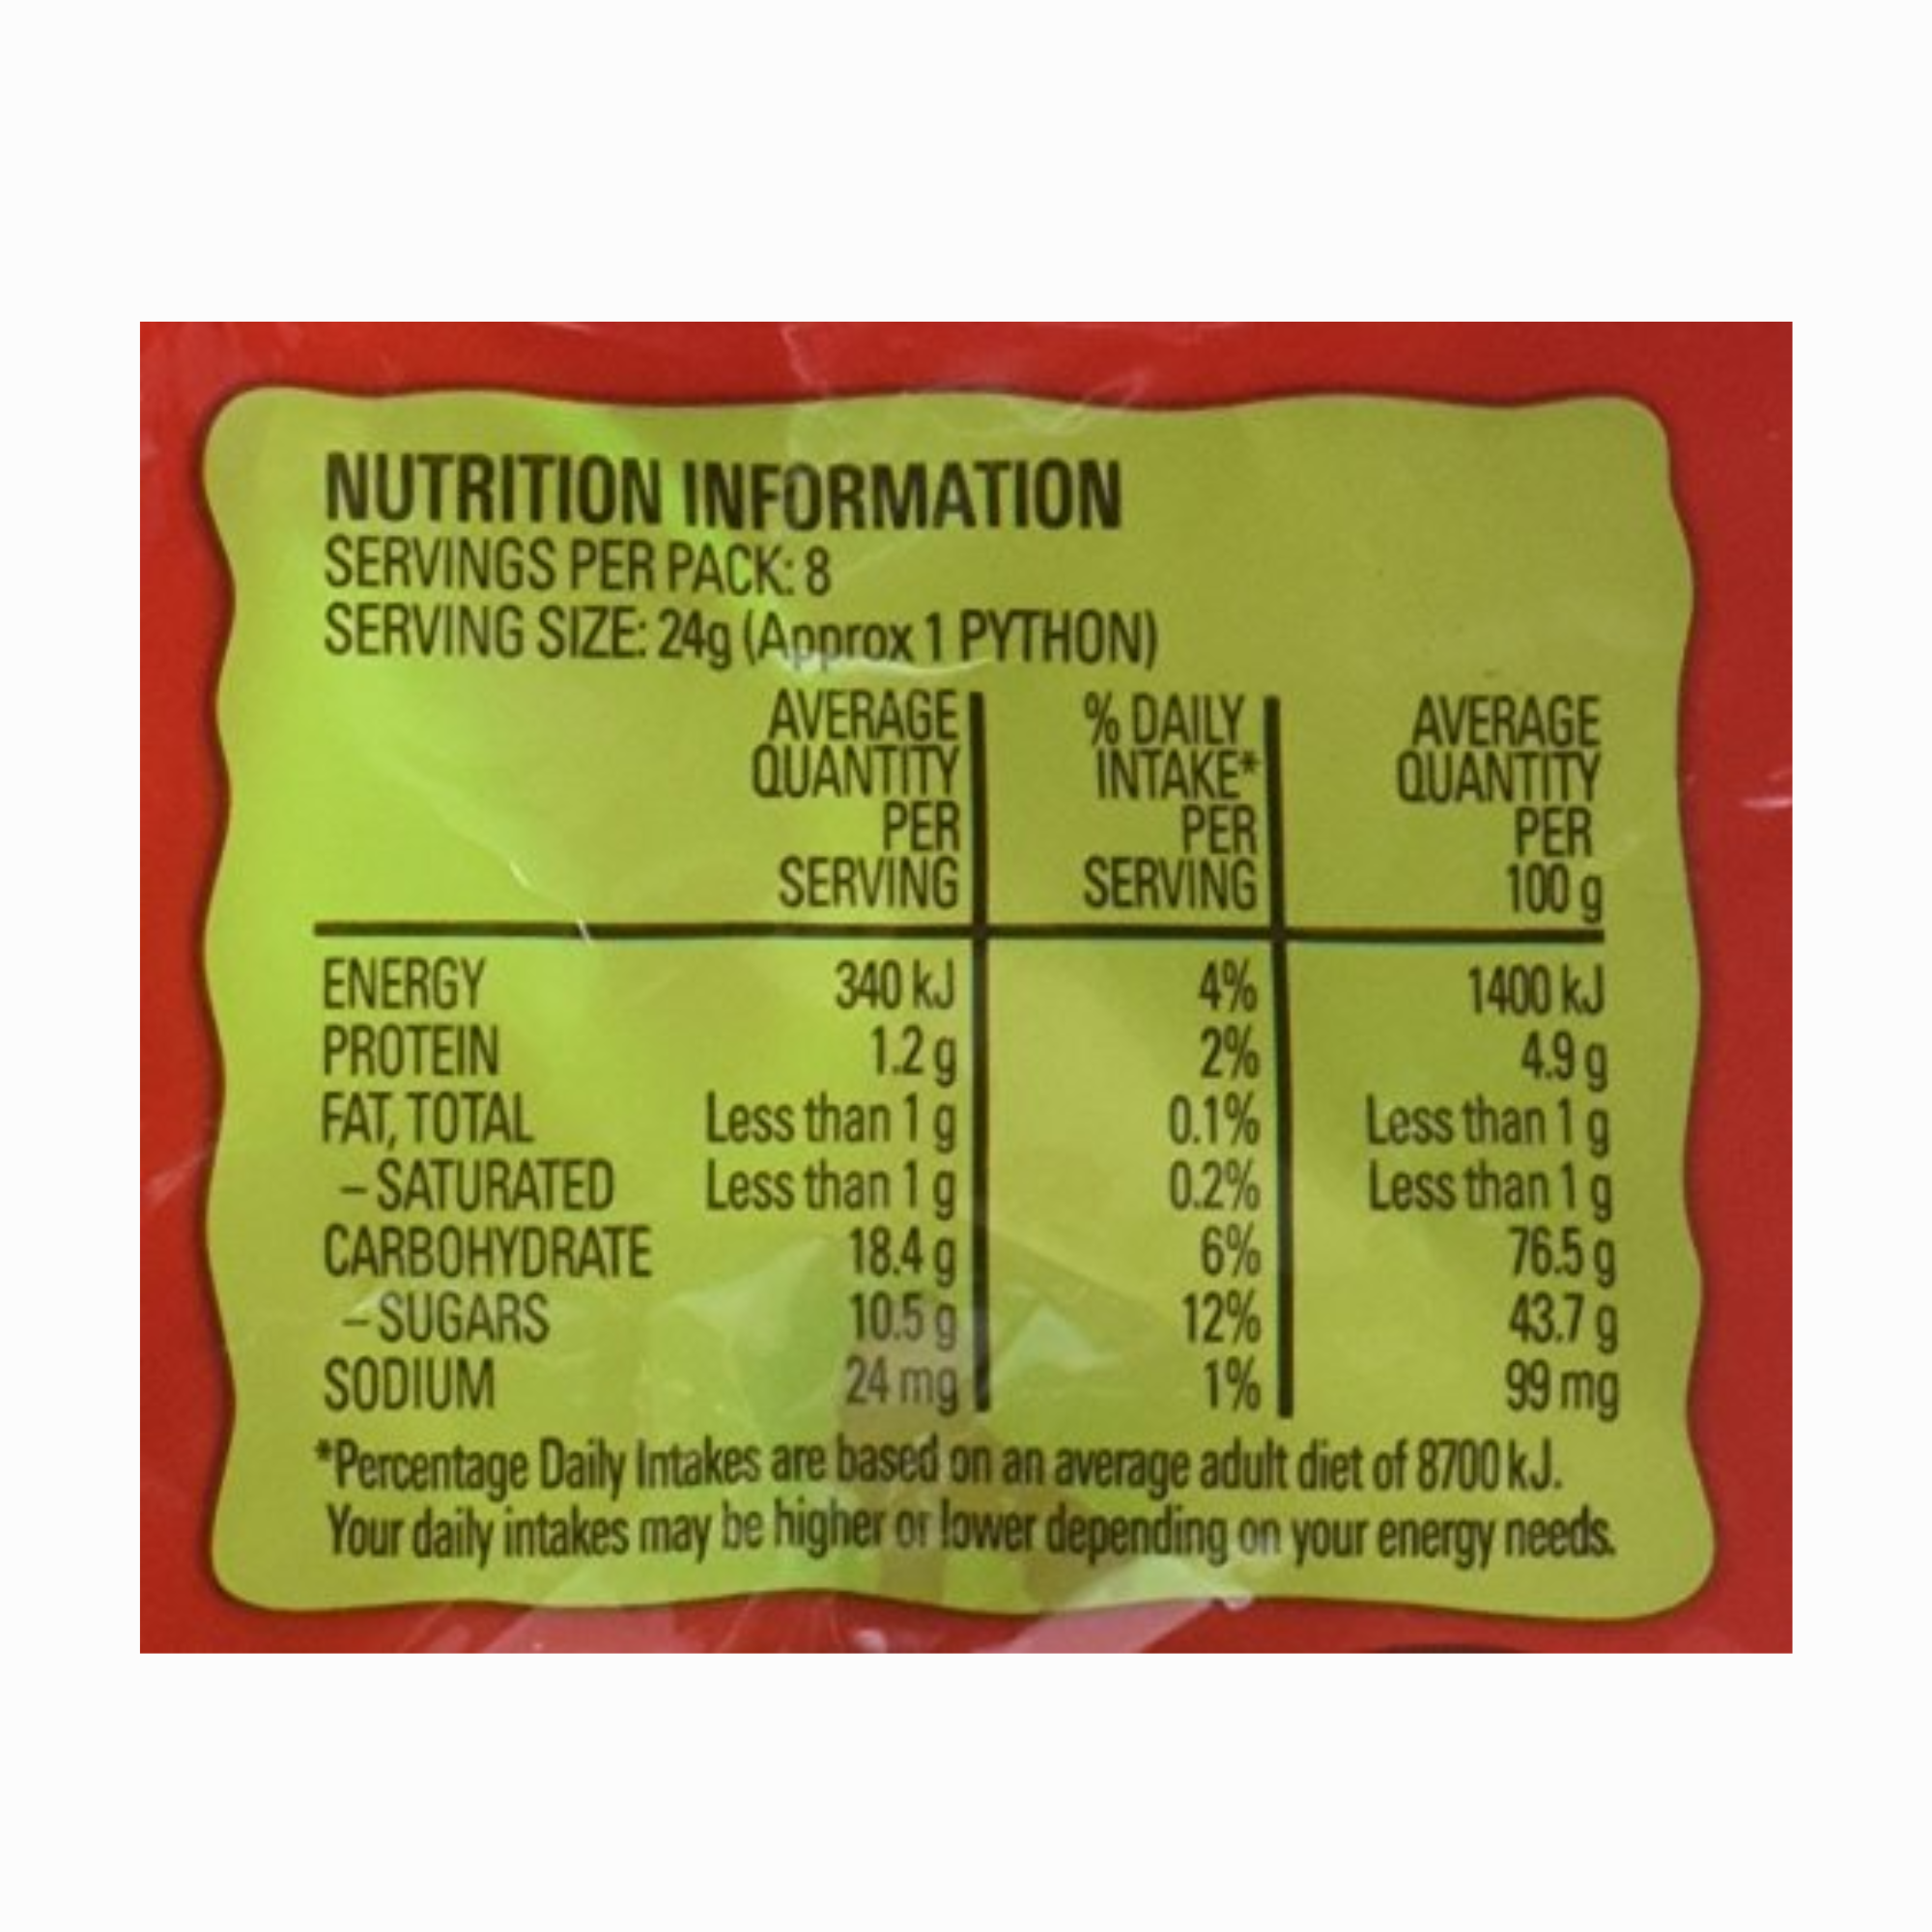 NUTRITION INFORMATION
SERVINGS PER PACK: 8
SERVING SIZE: 24g (Approx 1 PYTHON)
AVERAGE QUANTITY PER SERVING % DAILY INTAKE* PER SERVING AVERAGE QUANTITY PER 100 g
ENERGY 340 kJ 4% 1400 kJ
PROTEIN 1.2 g 2% 4.9 g
FAT, TOTAL Less than 1 g 0.1% Less than 1 g
– SATURATED Less than 1 g 0.2% Less than 1 g
CARBOHYDRATE 18.4 g 6% 76.5 g
– SUGARS 10.5 g 12% 43.7 g
SODIUM 24 mg 1% 99 mg
*Percentage Daily Intakes are based on an average adult diet of 8700 kJ.
Your daily intakes may be higher or lower depending on your energy needs.